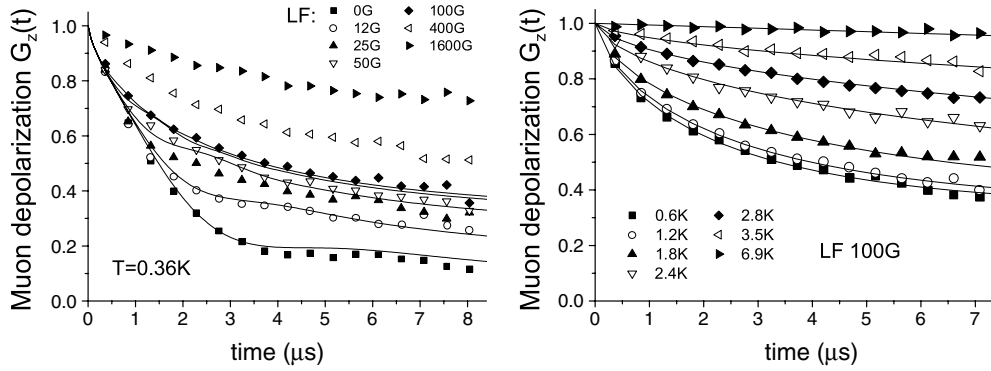 LF:
0G
12G
25G
50G
100G
400G
1600G
Muon depolarization G_z(t)
1.0
0.8
0.6
0.4
0.2
0.0
T=0.36K
0 1 2 3 4 5 6 7 8
time (μs)
Muon depolarization G_z(t)
1.0
0.8
0.6
0.4
0.2
0.0
0.6K
1.2K
1.8K
2.4K
2.8K
3.5K
6.9K
LF 100G
0 1 2 3 4 5 6 7
time (μs)